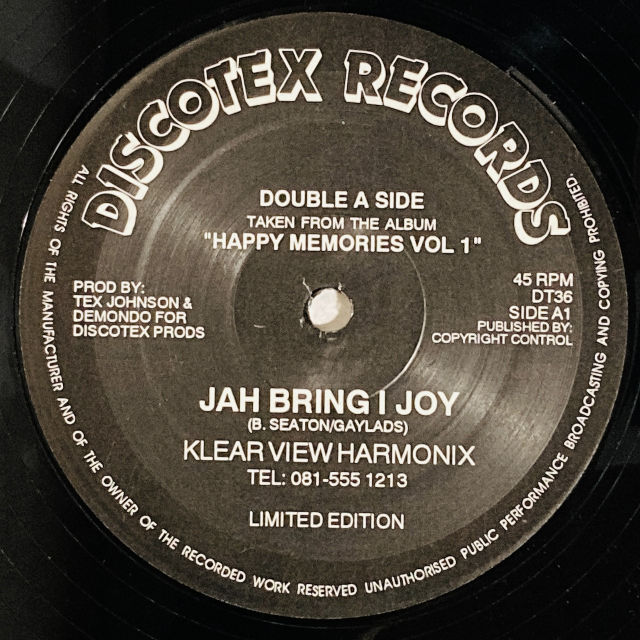 DISCOTEX RECORDS
DOUBLE A SIDE
TAKEN FROM THE ALBUM
"HAPPY MEMORIES VOL 1"
PROD BY:
TEX JOHNSON &
DEMONDO FOR
DISCOTEX PRODS
45 RPM
DT36
SIDE A1
PUBLISHED BY:
COPYRIGHT CONTROL
JAH BRING I JOY
(B. SEATON/GAYLADS)
KLEAR VIEW HARMONIX
TEL: 081-555 1213
LIMITED EDITION
ALL RIGHTS OF THE MANUFACTURER AND OF THE OWNER OF THE RECORDED WORK RESERVED UNAUTHORISED PUBLIC PERFORMANCE BROADCASTING AND COPYING PROHIBITED.